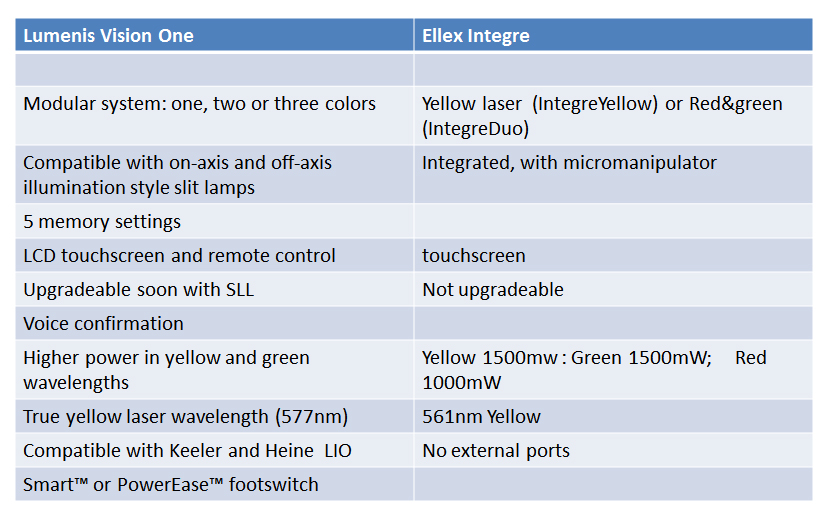 Lumenis Vision One
Ellex Integre
Modular system: one, two or three colors
Yellow laser (IntegreYellow) or Red&green
(IntegreDuo)
Compatible with on-axis and off-axis
illumination style slit lamps
Integrated, with micromanipulator
5 memory settings
LCD touchscreen and remote control
touchscreen
Upgradeable soon with SLL
Not upgradeable
Voice confirmation
Higher power in yellow and green
wavelengths
Yellow 1500mw : Green 1500mW; Red
1000mW
True yellow laser wavelength (577nm)
561nm Yellow
Compatible with Keeler and Heine LIO
No external ports
Smart™ or PowerEase™ footswitch